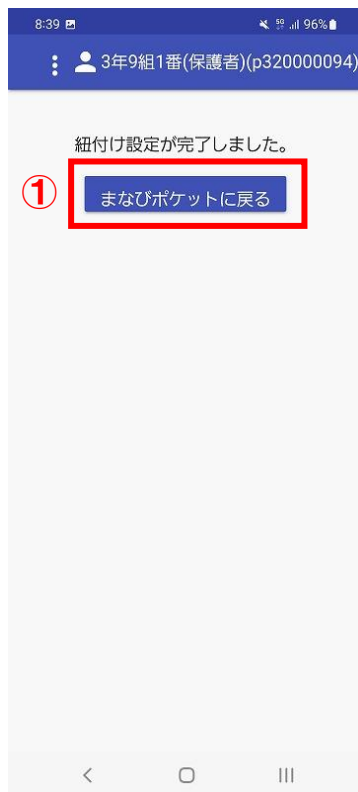 8:39 5G 96%
3年9組1番(保護者)(p320000094)
紐付け設定が完了しました。
① まなびポケットに戻る